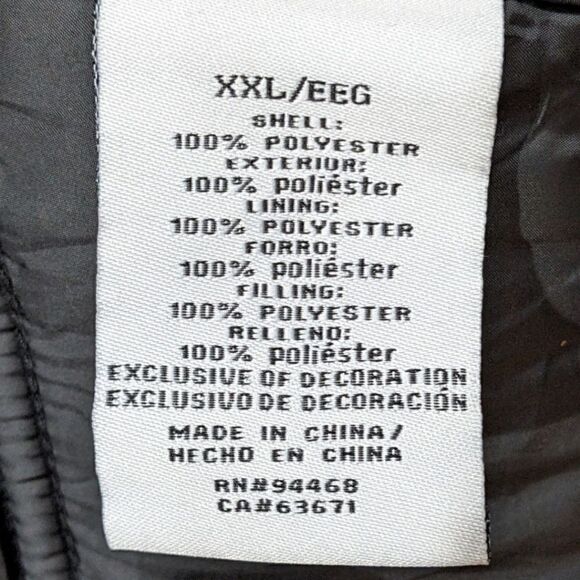 XXL/EEG
SHELL:
100% POLYESTER
EXTERIOR:
100% poliéster
LINING:
100% POLYESTER
FORRO:
100% poliéster
FILLING:
100% POLYESTER
RELLENO:
100% poliéster
EXCLUSIVE OF DECORATION
EXCLUSIVO DE DECORACIÓN
MADE IN CHINA/
HECHO EN CHINA
RN#94468
CA#63671